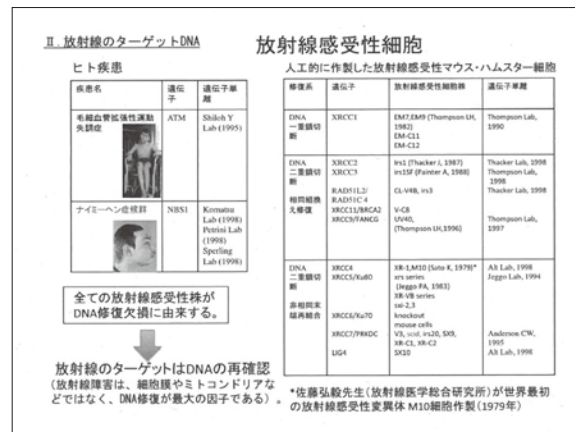 Ⅱ. 放射線のターゲットDNA
放射線感受性細胞
ヒト疾患
疾患名 遺伝子 遺伝子単離
毛細血管拡張性運動失調症 ATM Shiloh Y Lab (1995)
ナイミーヘン症候群 NBS1 Komatsu Lab (1998) Petrini Lab (1998) Sperling Lab (1998)
全ての放射線感受性株が
DNA修復欠損に由来する。
放射線のターゲットはDNAの再確認
(放射線障害は、細胞膜やミトコンドリアな
どではなく、DNA修復が最大の因子である)。
人工的に作製した放射線感受性マウス・ハムスター細胞
修復系 遺伝子 放射線感受性細胞株 遺伝子単離
DNA一重鎖切断 XRCC1 EM7,EM9 (Thompson LH, 1982) Thompson Lab, 1990
EM-C11
EM-C12
DNA二重鎖切断 XRCC2 irs1 (Thacker J, 1987) Thacker Lab, 1998
XRCC3 irs1SF (Painter A, 1988) Thompson Lab, 1998
相同組換え修復 RAD51L2/RAD51C4 CL-V4B, irs3 Thacker Lab, 1998
XRCC11/BRCA2 V-C8
XRCC9/FANCG UV40, (Thompson LH,1996) Thompson Lab, 1997
DNA二重鎖切断 XRCC4 XR-1,M10 (Sato K, 1979)* Alt Lab, 1998
XRCC5/Ku80 xrs series (Jeggo PA, 1983) Jeggo Lab, 1994
XR-VB series
sxi-2,3
非相同末端再結合 XRCC6/Ku70 knockout mouse cells
XRCC7/PRKDC V3, scid, irs20, SX9, XR-C1, XR-C2 Anderson CW, 1995
LIG4 SX10 Alt Lab, 1998
*佐藤弘毅先生(放射線医学総合研究所)が世界最初
の放射線感受性変異体 M10細胞作製(1979年)